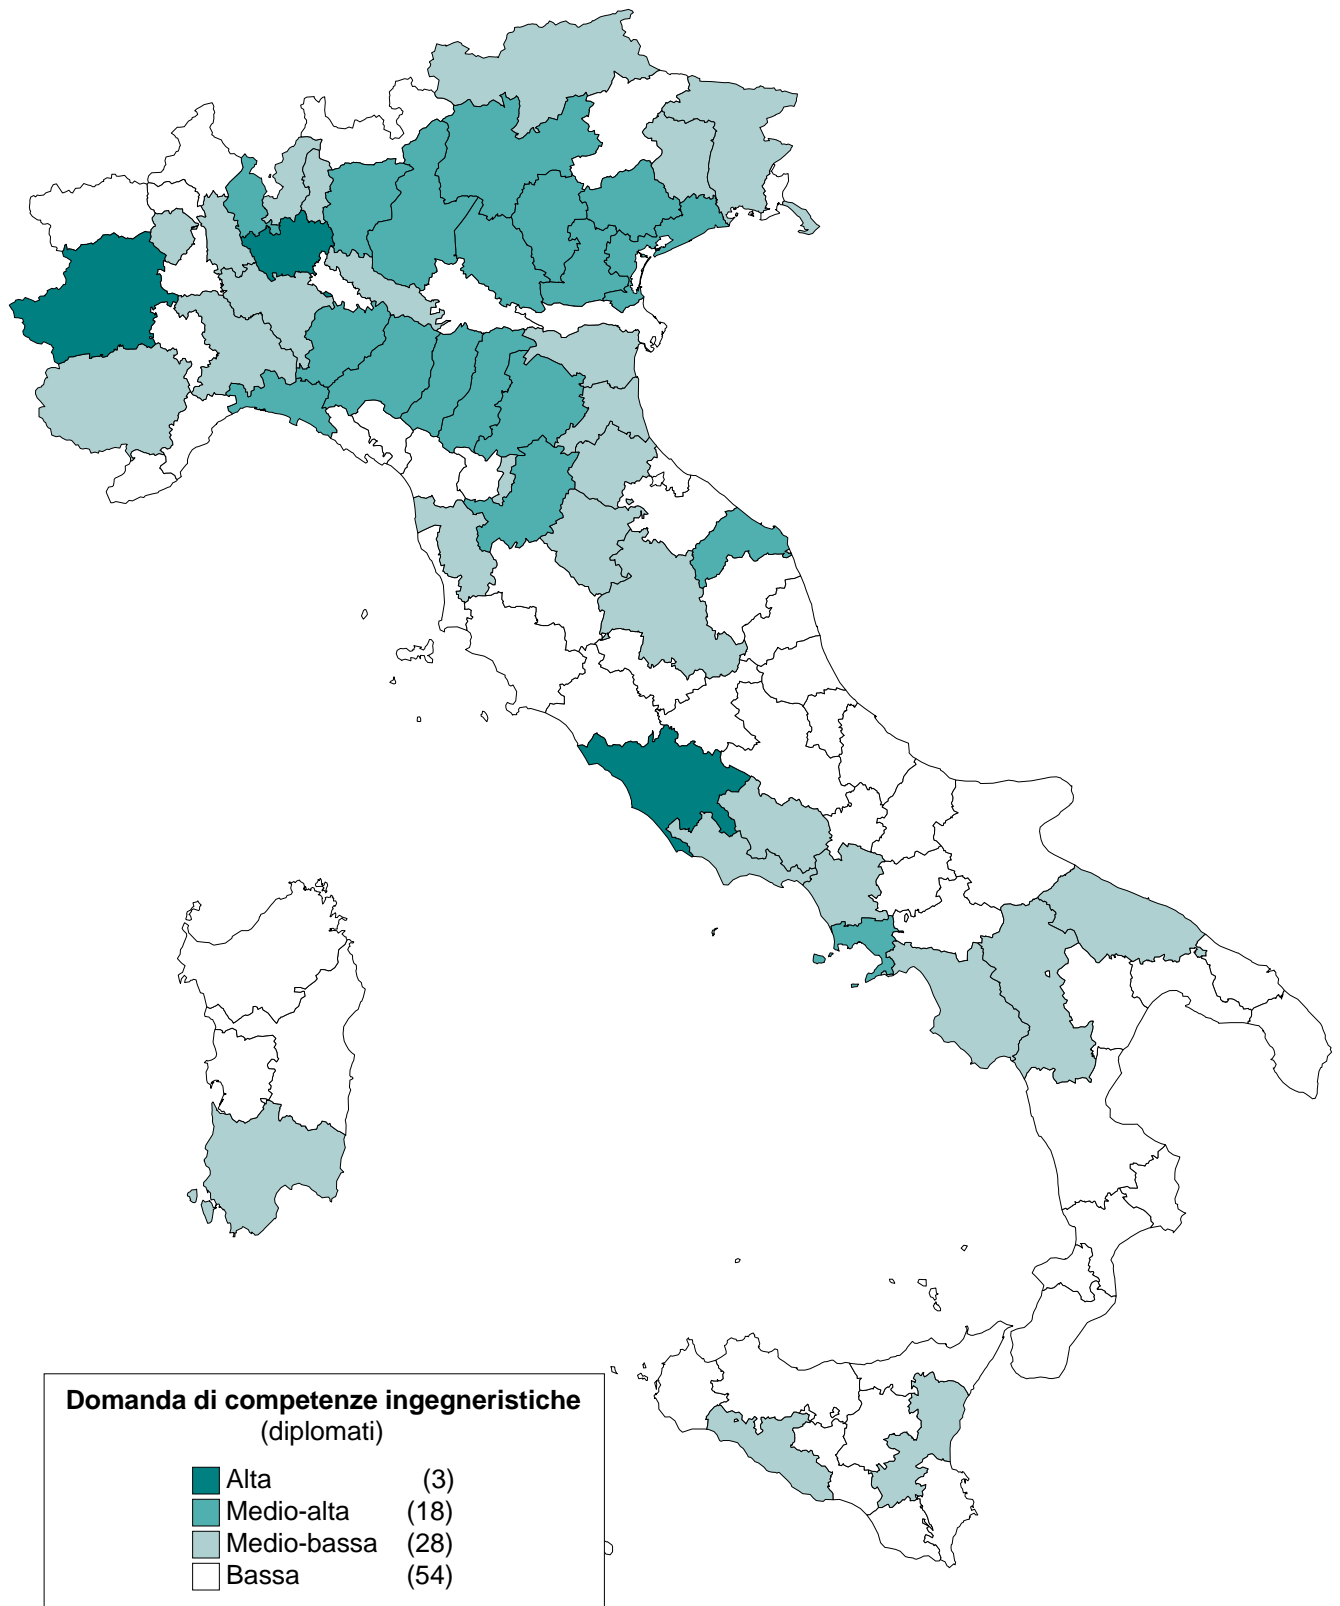 Domanda di competenze ingegneristiche
(diplomati)
Alta (3)
Medio-alta (18)
Medio-bassa (28)
Bassa (54)